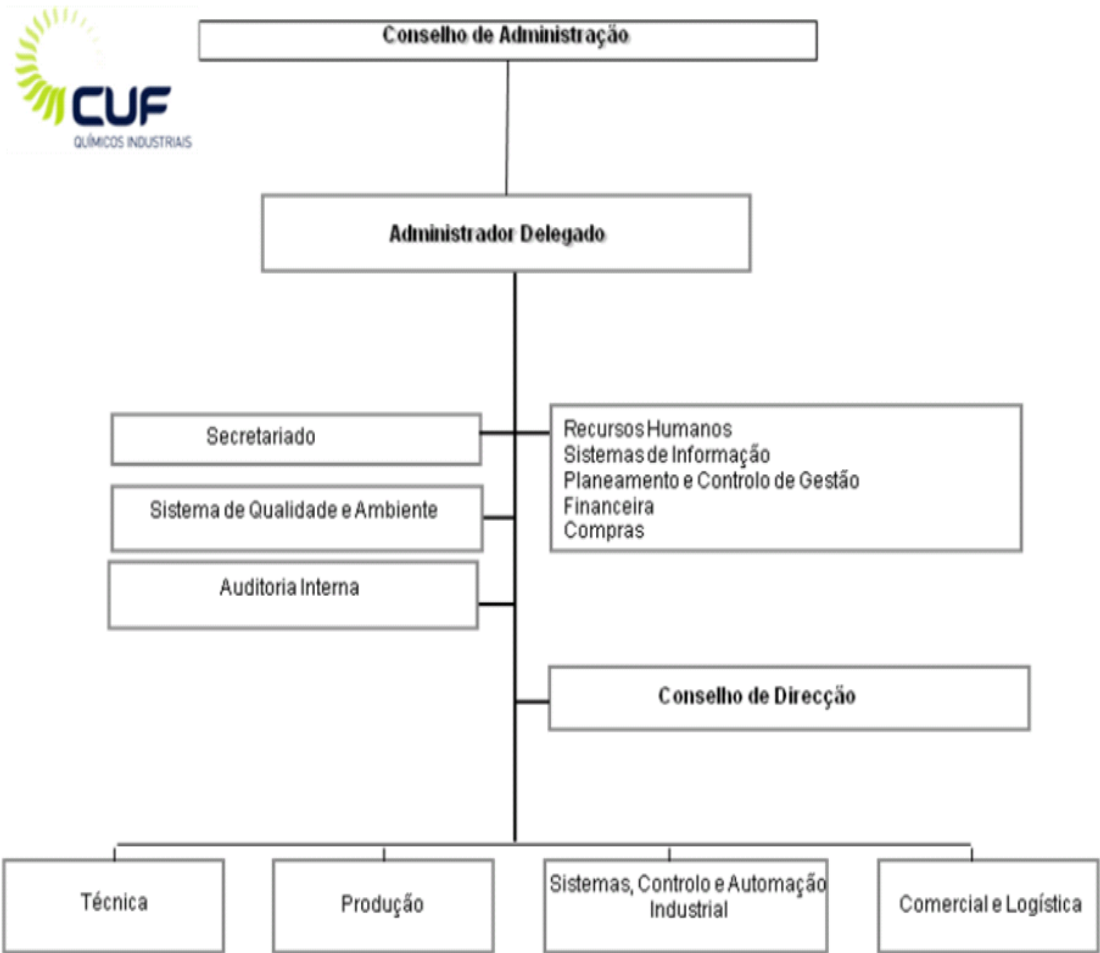 Conselho de Administração
CUF
QUÍMICOS INDUSTRIAIS
Administrador Delegado
Secretariado
Recursos Humanos
Sistemas de Informação
Planeamento e Controlo de Gestão
Financeira
Compras
Sistema de Qualidade e Ambiente
Auditoria Interna
Conselho de Direcção
Técnica
Produção
Sistemas, Controlo e Automação
Industrial
Comercial e Logística